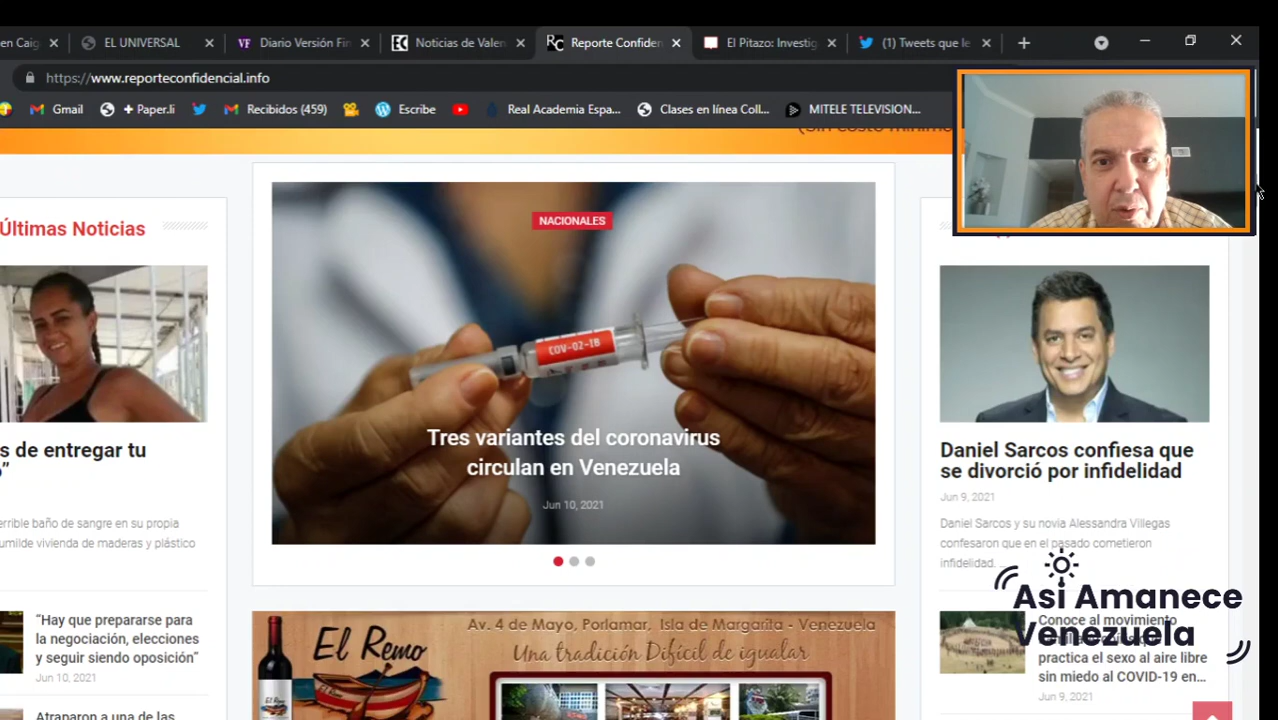 en Caig
EL UNIVERSAL
VF Diario Versión Fin
EC Noticias de Valen
RC Reporte Confiden
El Pitazo: Investig
(1) Tweets que le
https://www.reporteconfidencial.info
Gmail
+ Paper.li
Recibidos (459)
Escribe
Real Academia Espa...
Clases en línea Coll...
MITELE TELEVISION...
Últimas Noticias
s de entregar tu
o”
errible baño de sangre en su propia
umilde vivienda de maderas y plástico
“Hay que prepararse para
la negociación, elecciones
y seguir siendo oposición”
Jun 10, 2021
Atraparon a una de las
NACIONALES
COV-02-IB
Tres variantes del coronavirus
circulan en Venezuela
Jun 10, 2021
El Remo
El Remo
Av. 4 de Mayo, Porlamar, Isla de Margarita - Venezuela
Una tradición Difícil de igualar
Daniel Sarcos confiesa que
se divorció por infidelidad
Jun 9, 2021
Daniel Sarcos y su novia Alessandra Villegas
confesaron que en el pasado cometieron
infidelidad. ...
Asi Amanece
Venezuela
Conoce al movimiento
practica el sexo al aire libre
sin miedo al COVID-19 en...
Jun 9, 2021